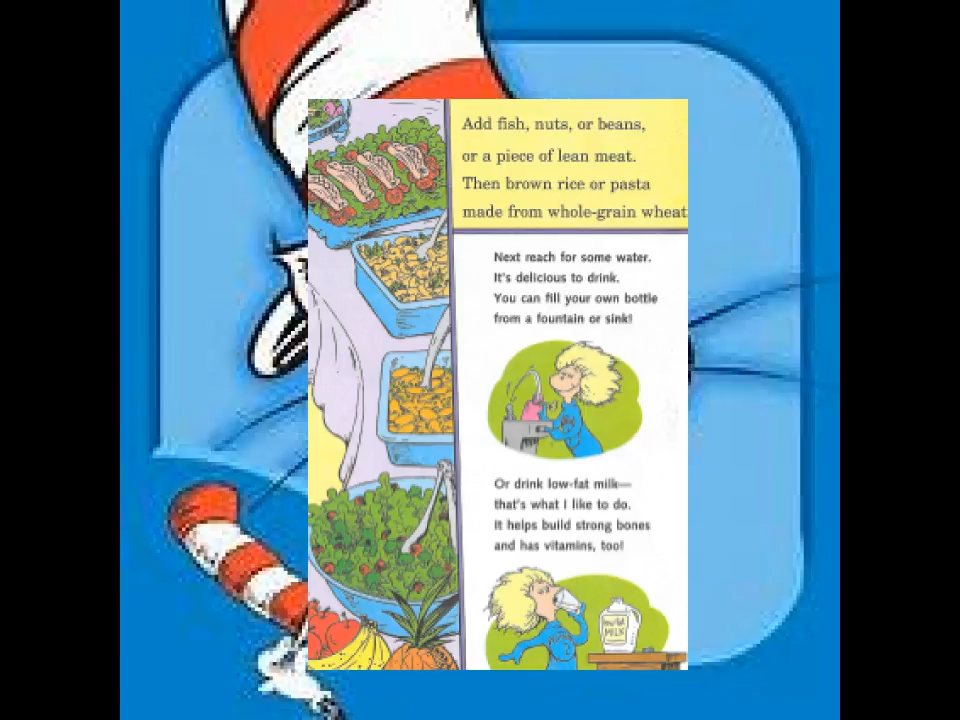 Add fish, nuts, or beans,
or a piece of lean meat.
Then brown rice or pasta
made from whole-grain wheat
Next reach for some water.
It's delicious to drink.
You can fill your own bottle
from a fountain or sink!
Or drink low-fat milk—
that's what I like to do.
It helps build strong bones
and has vitamins, too!
MILK